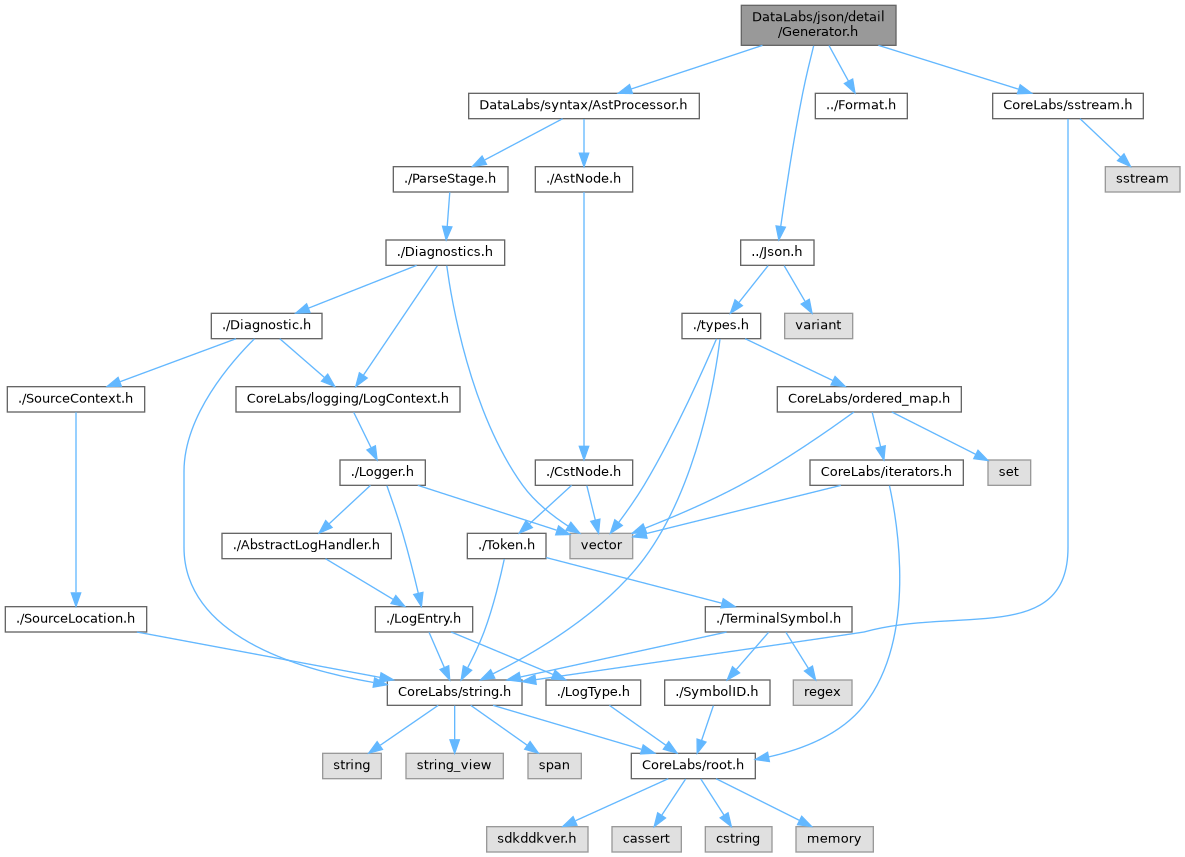 DataLabs/json/detail
/Generator.h
DataLabs/syntax/AstProcessor.h
../Format.h
CoreLabs/sstream.h
./ParseStage.h
./AstNode.h
sstream
./Diagnostics.h
../Json.h
./Diagnostic.h
./types.h
variant
./SourceContext.h
CoreLabs/logging/LogContext.h
CoreLabs/ordered_map.h
./Logger.h
./CstNode.h
CoreLabs/iterators.h
set
./AbstractLogHandler.h
./Token.h
vector
./SourceLocation.h
./LogEntry.h
./TerminalSymbol.h
CoreLabs/string.h
./LogType.h
./SymbolID.h
regex
string
string_view
span
CoreLabs/root.h
sdkddkver.h
cassert
cstring
memory